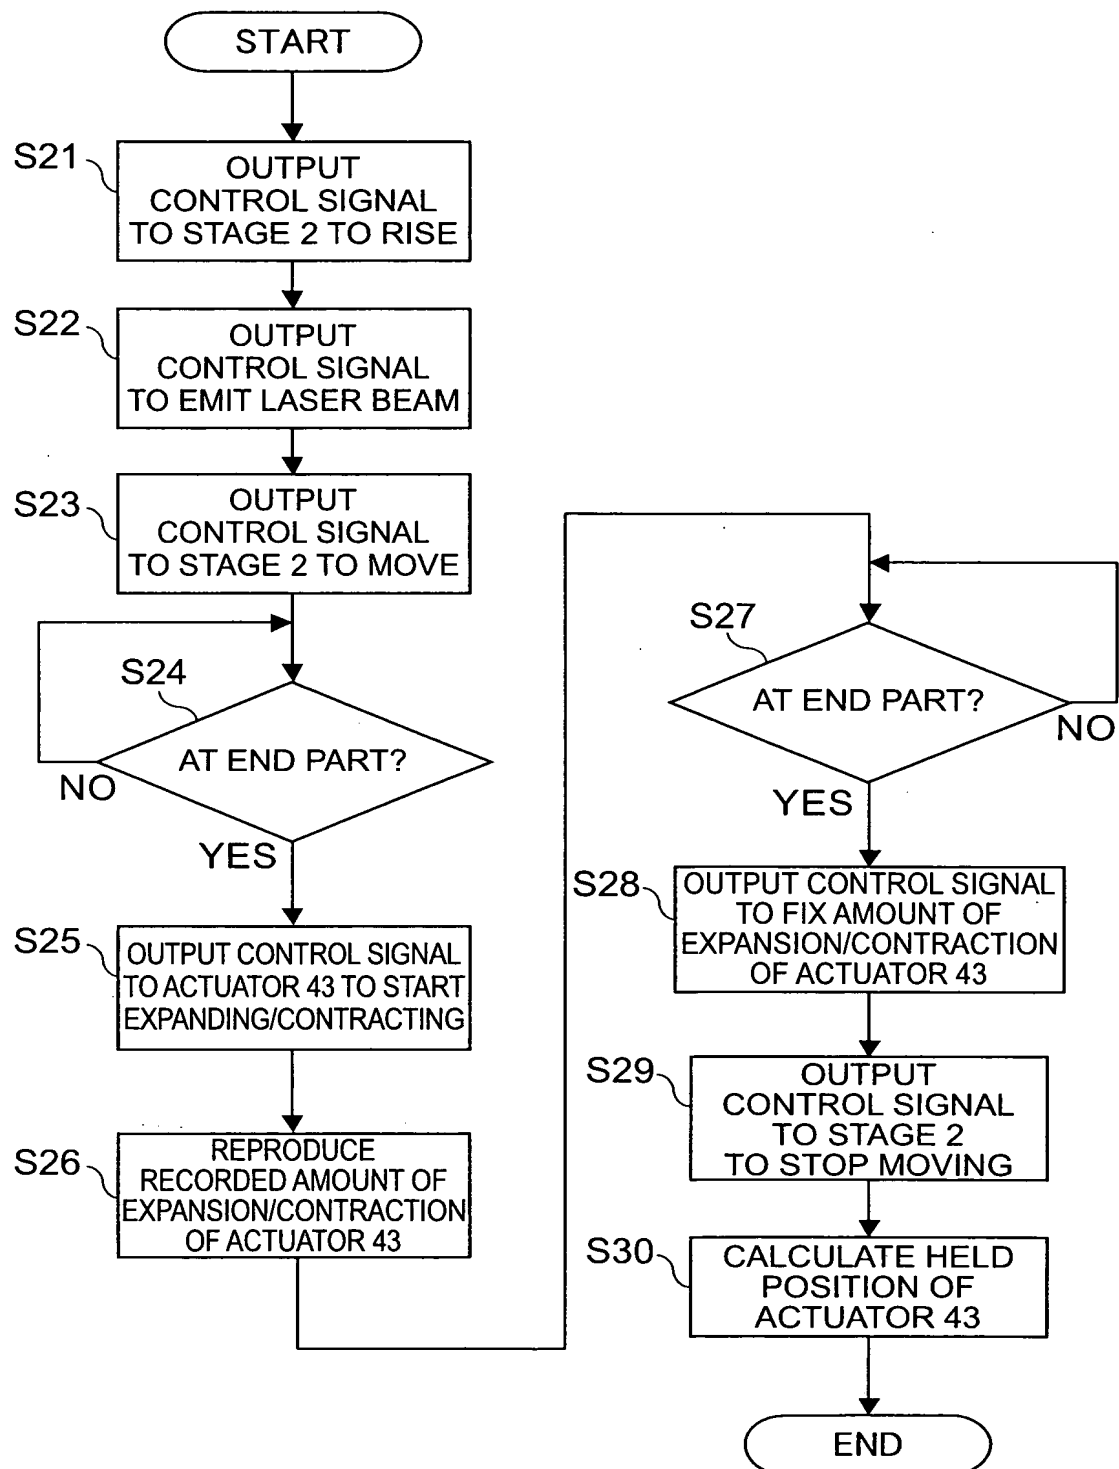 START
S21
OUTPUT
CONTROL SIGNAL
TO STAGE 2 TO RISE
S22
OUTPUT
CONTROL SIGNAL
TO EMIT LASER BEAM
S23
OUTPUT
CONTROL SIGNAL
TO STAGE 2 TO MOVE
S24
AT END PART?
NO
YES
S25
OUTPUT CONTROL SIGNAL
TO ACTUATOR 43 TO START
EXPANDING/CONTRACTING
S26
REPRODUCE
RECORDED AMOUNT OF
EXPANSION/CONTRACTION
OF ACTUATOR 43
S27
AT END PART?
NO
YES
S28
OUTPUT CONTROL SIGNAL
TO FIX AMOUNT OF
EXPANSION/CONTRACTION
OF ACTUATOR 43
S29
OUTPUT
CONTROL SIGNAL
TO STAGE 2
TO STOP MOVING
S30
CALCULATE HELD
POSITION OF
ACTUATOR 43
END